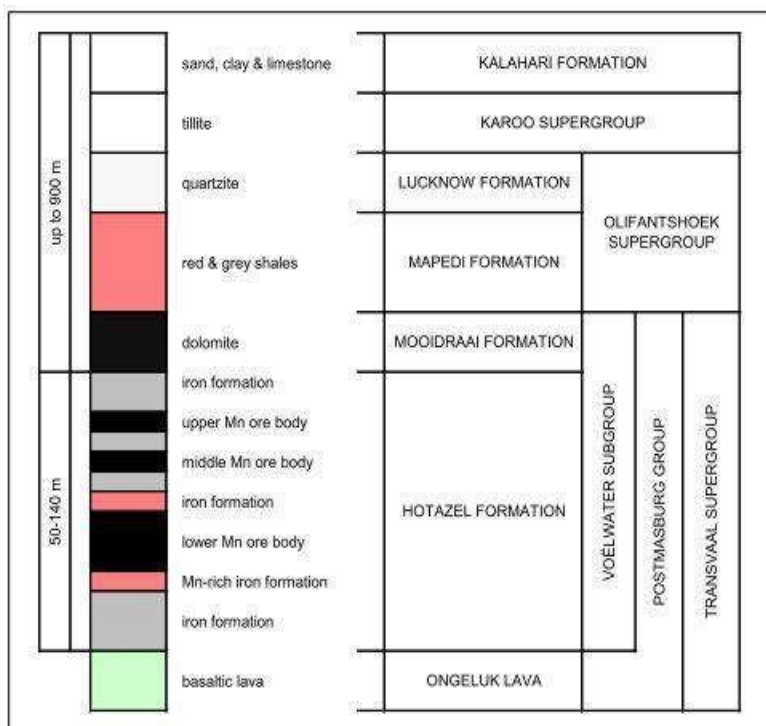 up to 900 m
sand, clay & limestone
KALAHARI FORMATION
tillite
KAROO SUPERGROUP
quartzite
LUCKNOW FORMATION
OLIFANTSHOEK
SUPERGROUP
red & grey shales
MAPEDI FORMATION
dolomite
MOOIDRAAI FORMATION
50-140 m
iron formation
upper Mn ore body
middle Mn ore body
iron formation
lower Mn ore body
Mn-rich iron formation
iron formation
HOTAZEL FORMATION
VOËLWATER SUBGROUP
POSTMASBURG GROUP
TRANSVAAL SUPERGROUP
basaltic lava
ONGELUK LAVA